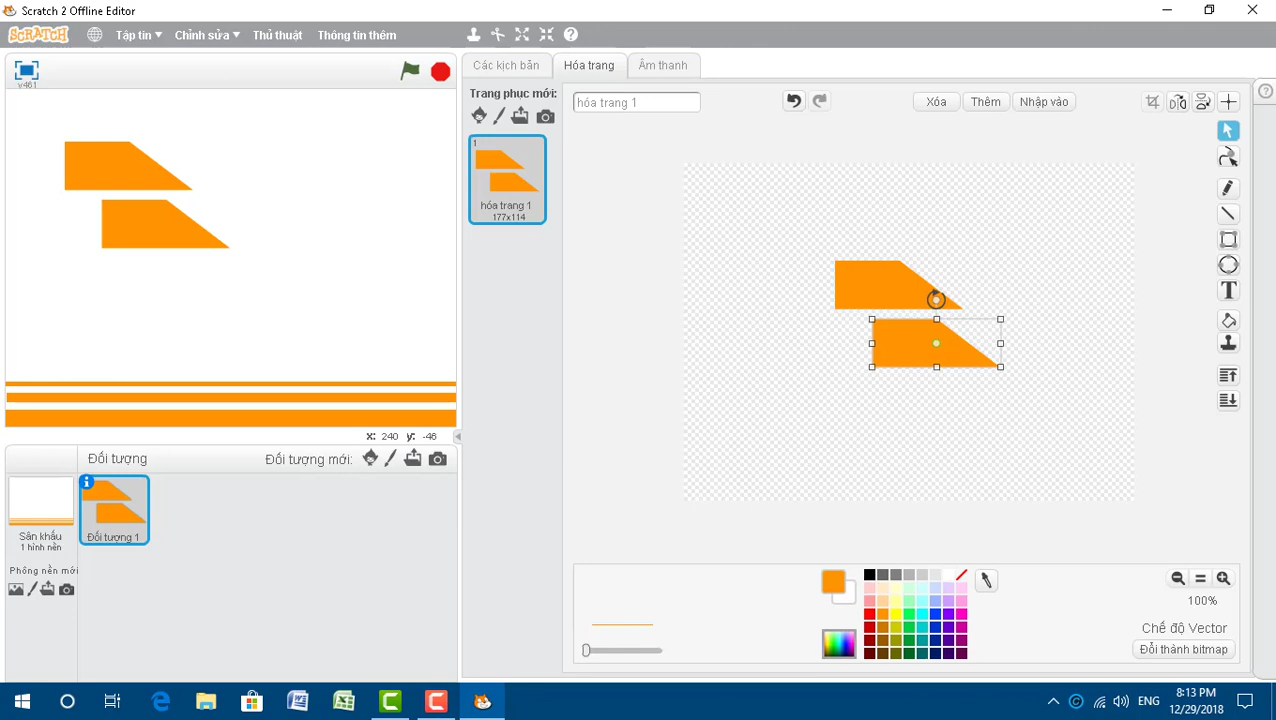 Scratch 2 Offline Editor
SCRATCH
Tập tin
Chỉnh sửa
Thủ thuật
Thông tin thêm
v461
Các kịch bản
Hóa trang
Âm thanh
Trang phục mới:
hóa trang 1
Xóa
Thêm
Nhập vào
1
hóa trang 1
177x114
T
x: 240 y: -46
Đối tượng
Đối tượng mới:
Sân khấu
1 hình nền
Đối tượng 1
Phông nền mới
100%
Chế độ Vector
Đổi thành bitmap
ENG
8:13 PM
12/29/2018